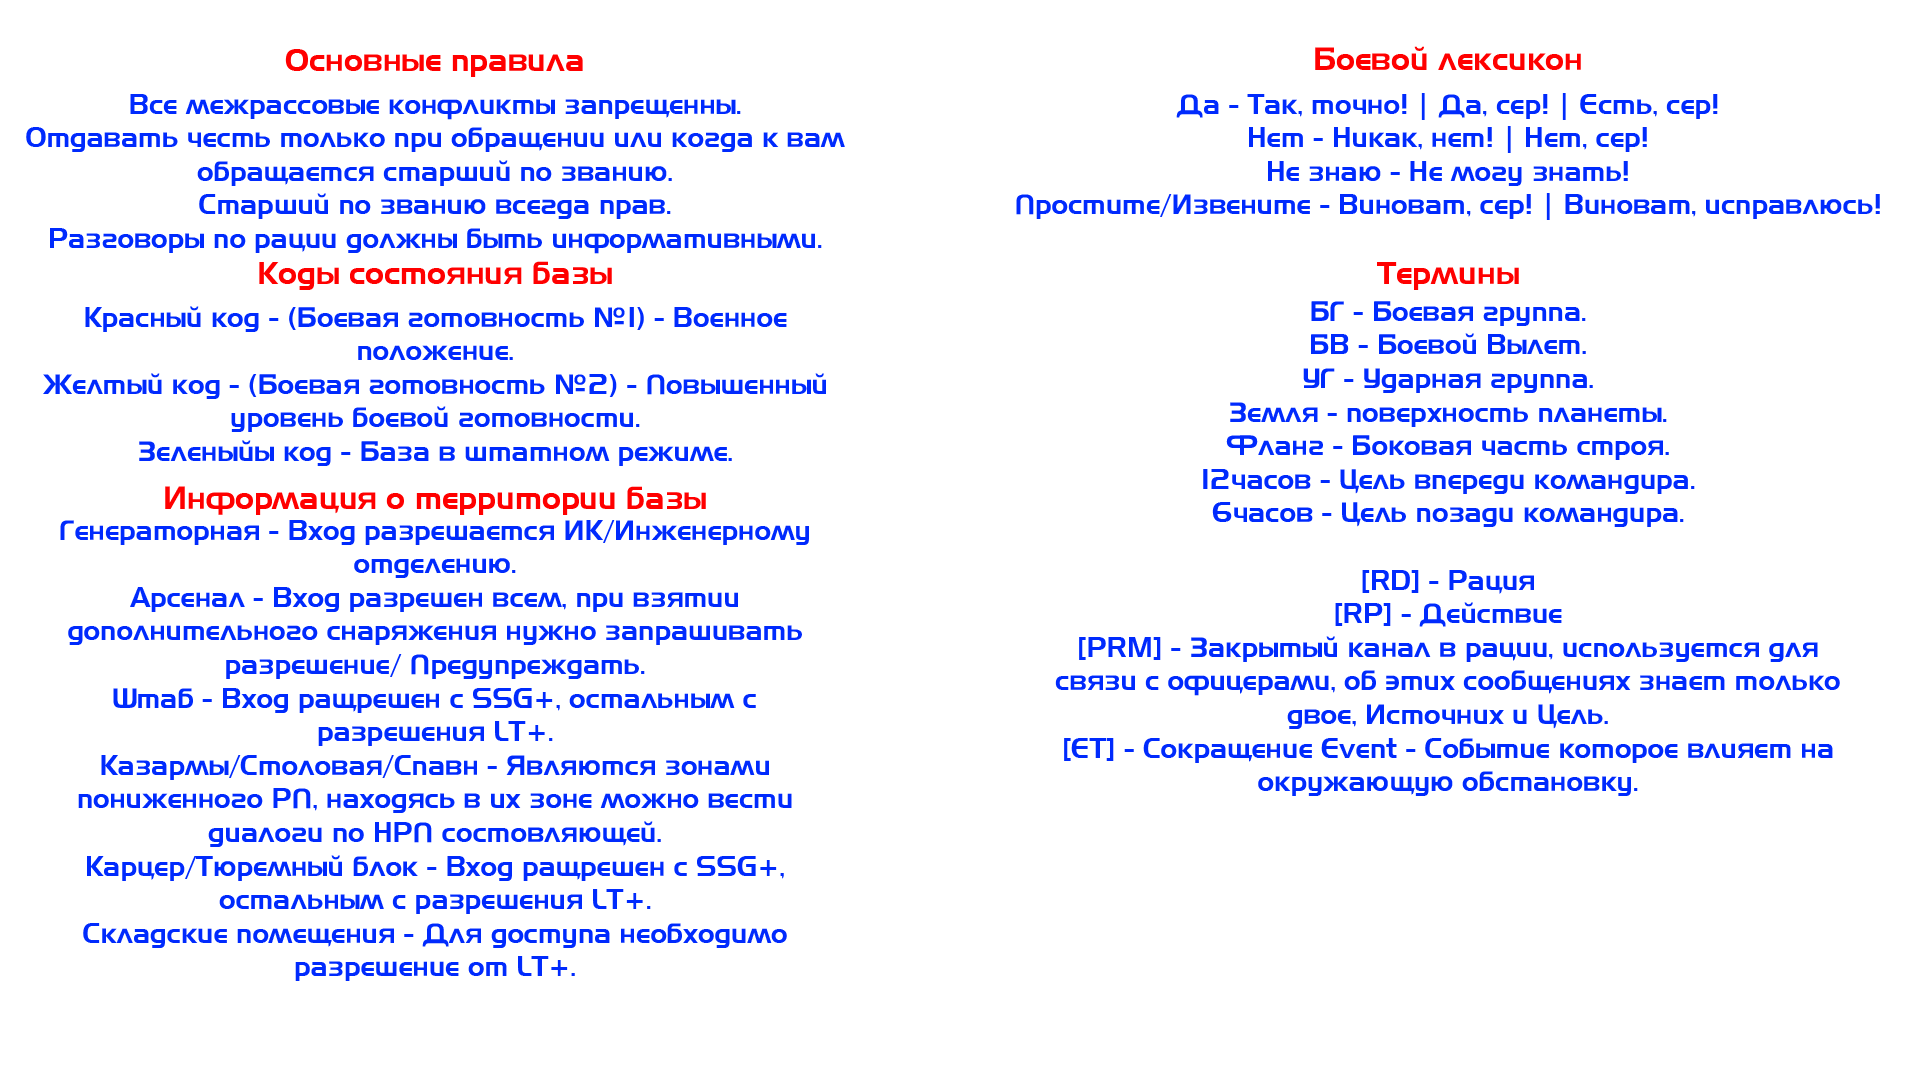 Основные правила
Все межрассовые конфликты запрещенны.
Отдавать честь только при обращении или когда к вам
обращается старший по званию.
Старший по званию всегда прав.
Разговоры по рации должны быть информативными.
Коды состояния базы
Красный код - (Боевая готовность №1) - Военное
положение.
Желтый код - (Боевая готовность №2) - Повышенный
уровень боевой готовности.
Зеленыйы код - База в штатном режиме.
Информация о территории базы
Генераторная - Вход разрешается ИК/Инженерному
отделению.
Арсенал - Вход разрешен всем, при взятии
дополнительного снаряжения нужно запрашивать
разрешение/ Предупреждать.
Штаб - Вход ращрешен с SSG+, остальным с
разрешения LT+.
Казармы/Столовая/Спавн - Являются зонами
пониженного РП, находясь в их зоне можно вести
диалоги по НРП состовляющей.
Карцер/Тюремный блок - Вход ращрешен с SSG+,
остальным с разрешения LT+.
Складские помещения - Для доступа необходимо
разрешение от LT+.
Боевой лексикон
Да - Так, точно! | Да, сер! | Есть, сер!
Нет - Никак, нет! | Нет, сер!
Не знаю - Не могу знать!
Простите/Извените - Виноват, сер! | Виноват, исправлюсь!
Термины
БГ - Боевая группа.
БВ - Боевой Вылет.
УГ - Ударная группа.
Земля - поверхность планеты.
Фланг - Боковая часть строя.
12часов - Цель впереди командира.
6часов - Цель позади командира.
[RD] - Рация
[RP] - Действие
[PRM] - Закрытый канал в рации, используется для
связи с офицерами, об этих сообщениях знает только
двое, Источних и Цель.
[ET] - Сокращение Event - Событие которое влияет на
окружающую обстановку.